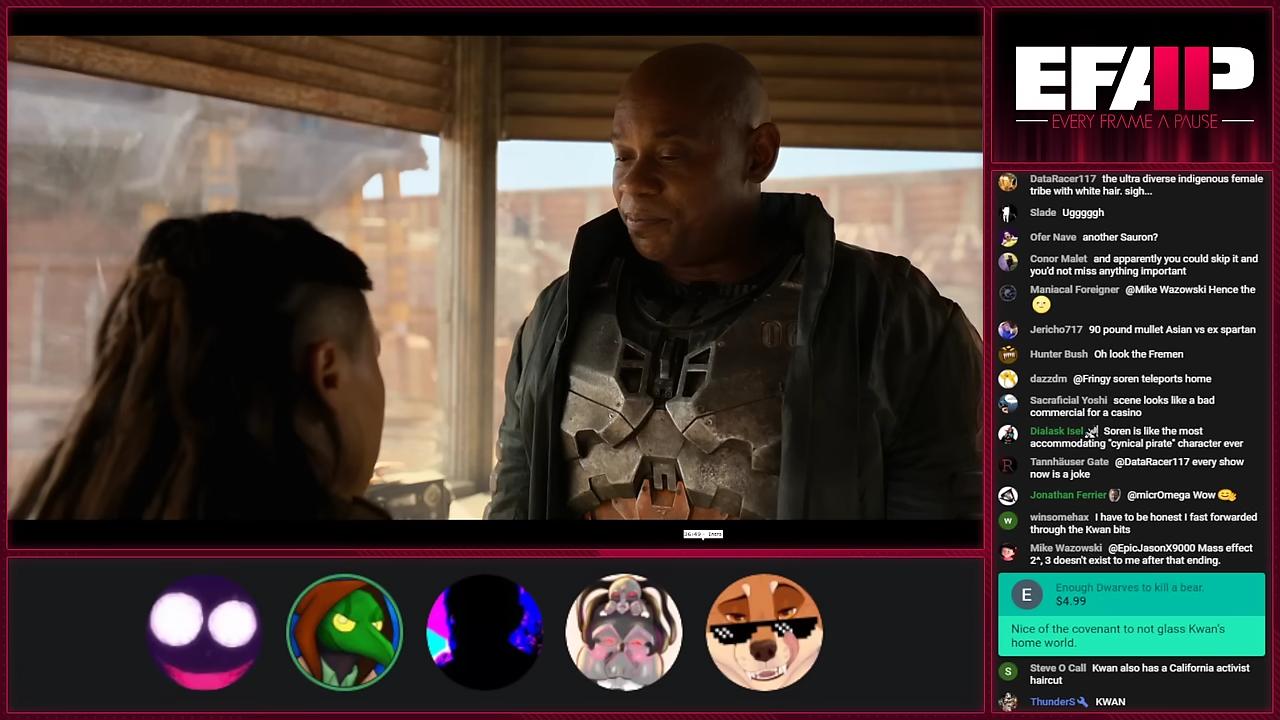 EFAP
EVERY FRAME A PAUSE
DataRacer117 the ultra diverse indigenous female
tribe with white hair. sigh...
Slade Ugggggh
Ofer Nave another Sauron?
Conor Malet and apparently you could skip it and
you'd not miss anything important
Maniacal Foreigner @Mike Wazowski Hence the
Jericho717 90 pound mullet Asian vs ex spartan
Hunter Bush Oh look the Fremen
dazzdm @Fringy soren teleports home
Sacraficial Yoshi scene looks like a bad
commercial for a casino
Dialask Isel Soren is like the most
accommodating "cynical pirate" character ever
R
Tannhäuser Gate @DataRacer117 every show
now is a joke
Jonathan Ferrier @micrOmega Wow
W
winsomehax I have to be honest I fast forwarded
through the Kwan bits
Mike Wazowski @EpicJasonX9000 Mass effect
2^, 3 doesn't exist to me after that ending.
E
Enough Dwarves to kill a bear.
$4.99
Nice of the covenant to not glass Kwan's
home world.
S
Steve O Call Kwan also has a California activist
haircut
ThunderS KWAN
26:49 · Intro